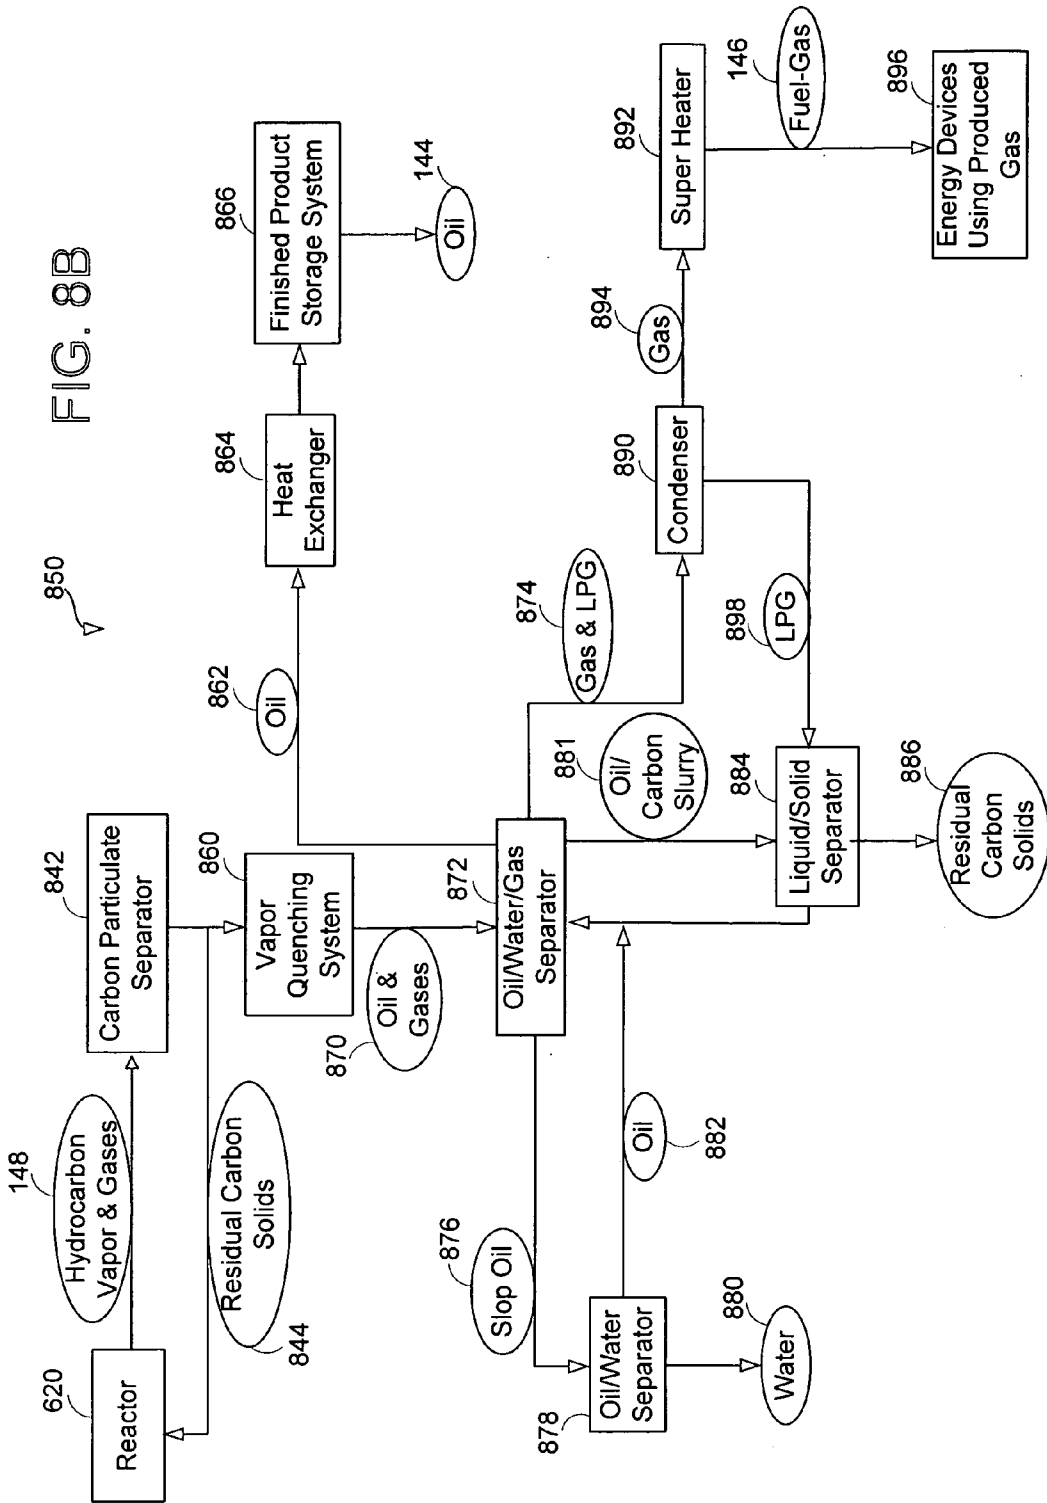 FIG. 8B
850
620
Reactor
148
Hydrocarbon
Vapor & Gases
842
Carbon Particulate
Separator
Residual Carbon
Solids
844
860
Vapor
Quenching
System
862
Oil
864
Heat
Exchanger
866
Finished Product
Storage System
144
Oil
870
Oil &
Gases
872
Oil/Water/Gas
Separator
874
Gas & LPG
876
Slop Oil
878
Oil/Water
Separator
880
Water
Oil
882
881
Oil/
Carbon
Slurry
884
Liquid/Solid
Separator
886
Residual
Carbon
Solids
890
Condenser
898
LPG
894
Gas
892
Super Heater
146
Fuel-Gas
896
Energy Devices
Using Produced
Gas